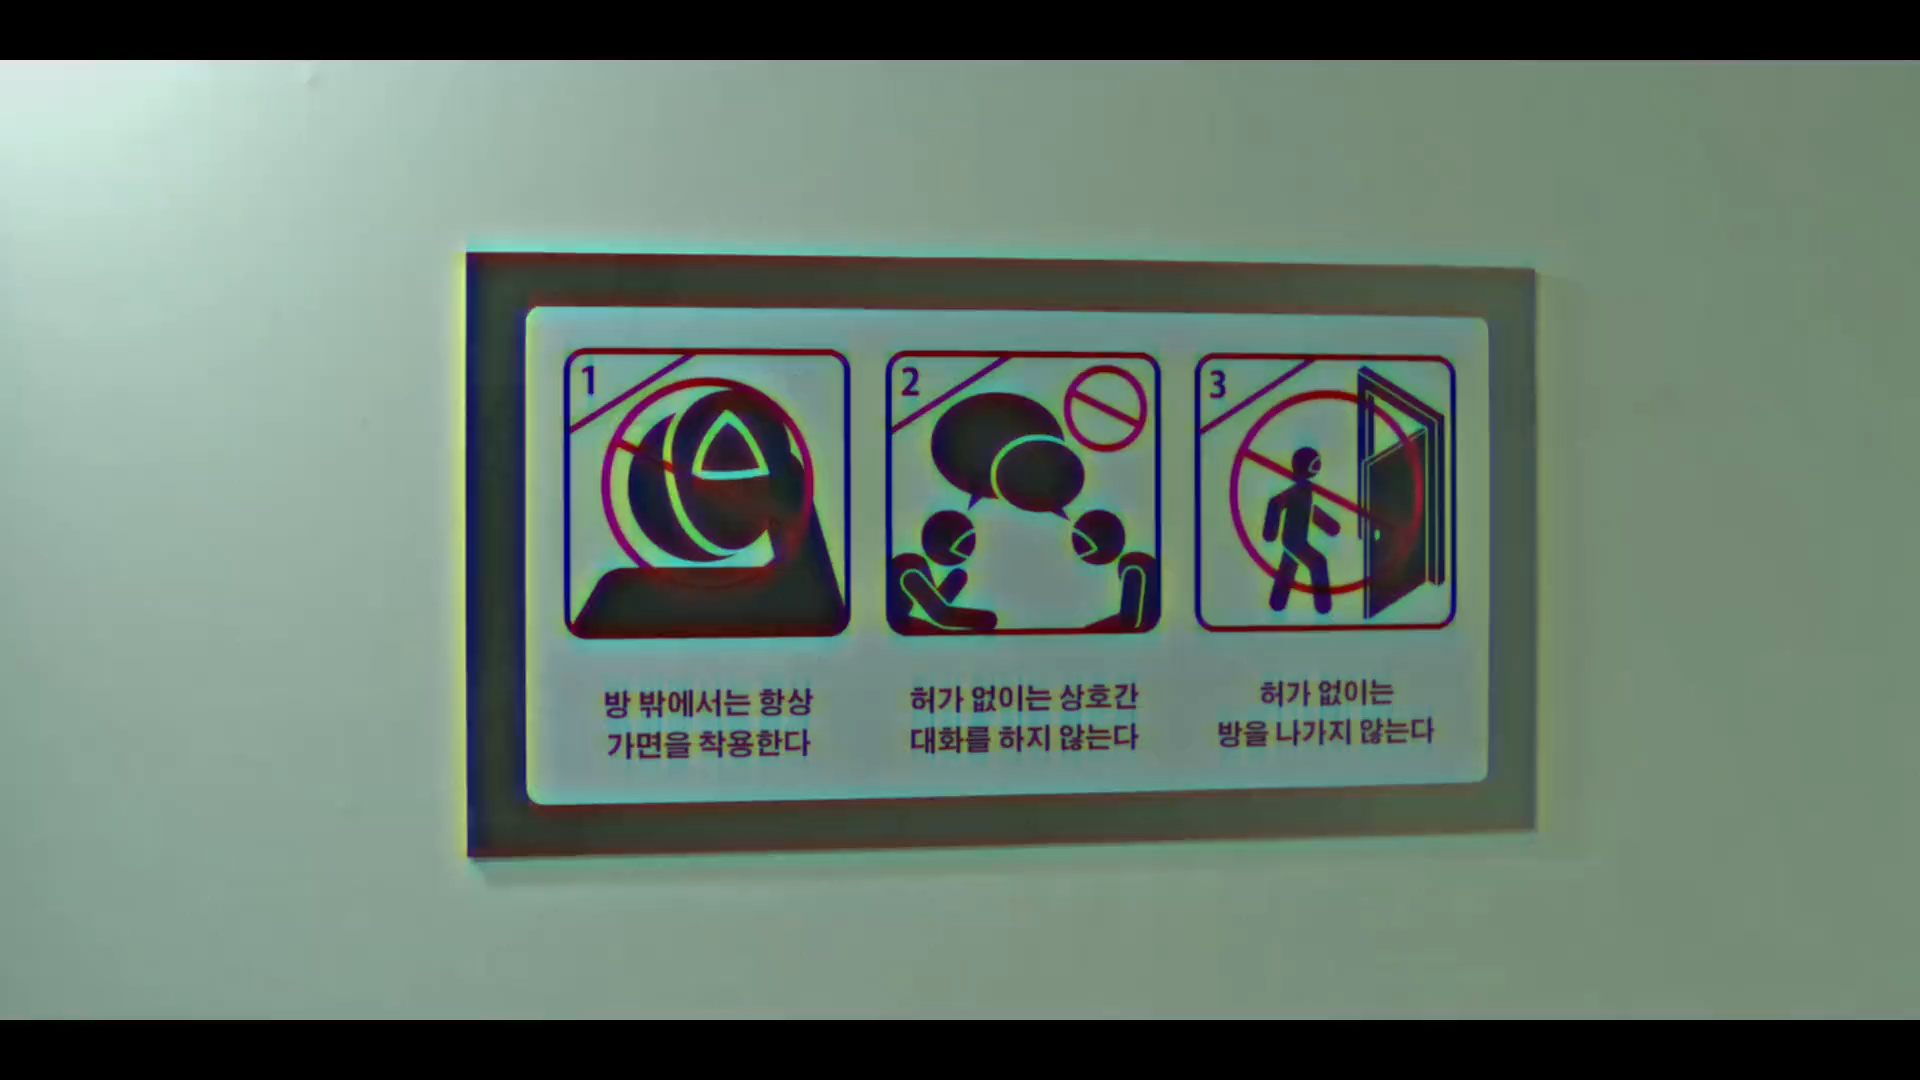 1
방 밖에서는 항상
가면을 착용한다
2
허가 없이는 상호간
대화를 하지 않는다
3
허가 없이는
방을 나가지 않는다